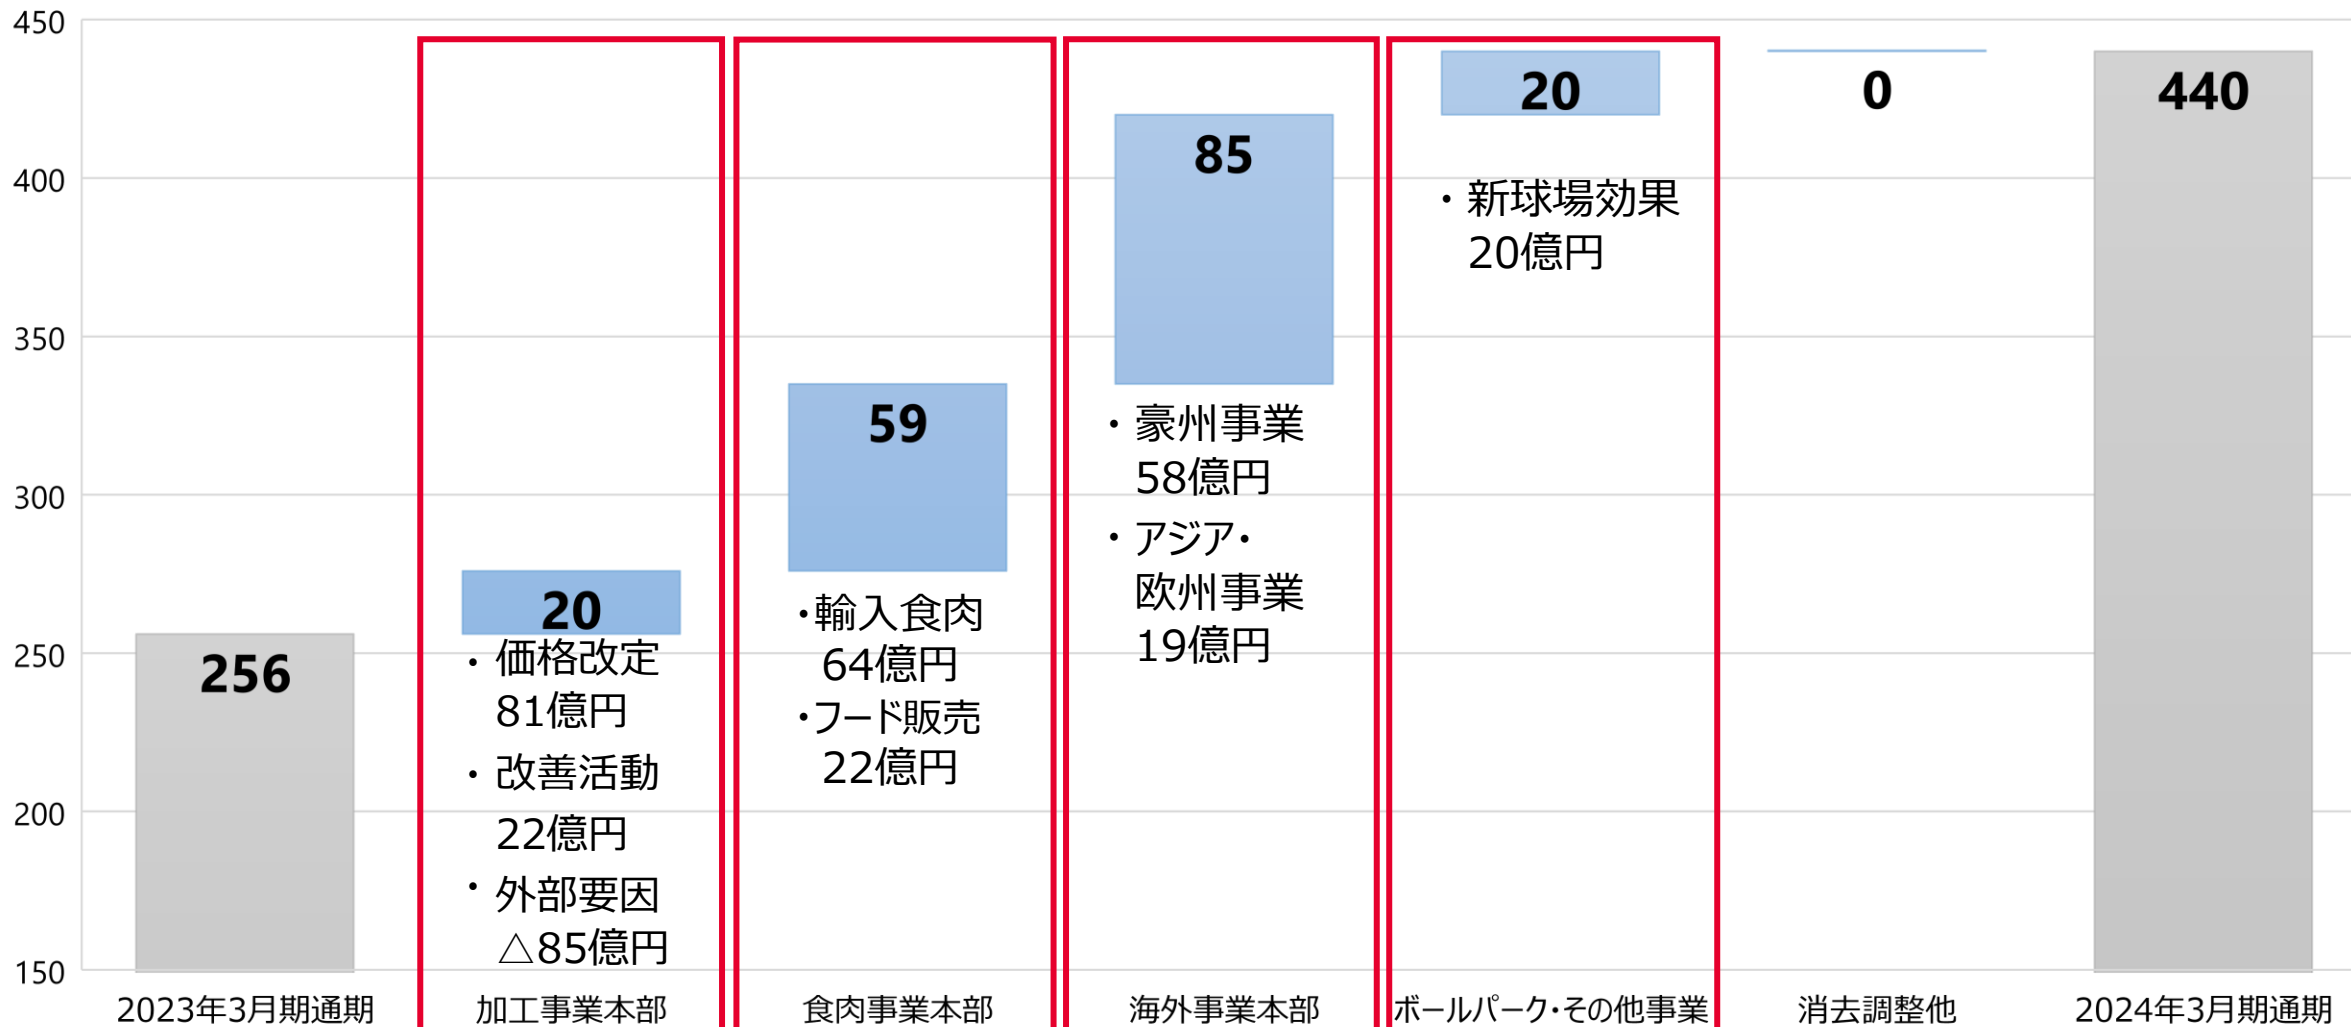 450
400
350
300
250
200
150
256
20
・価格改定
81億円
・改善活動
22億円
・外部要因
△85億円
59
・輸入食肉
64億円
・フード販売
22億円
85
・豪州事業
58億円
・アジア・
欧州事業
19億円
20
・新球場効果
20億円
0
440
2023年3月期通期
加工事業本部
食肉事業本部
海外事業本部
ボールパーク・その他事業
消去調整他
2024年3月期通期